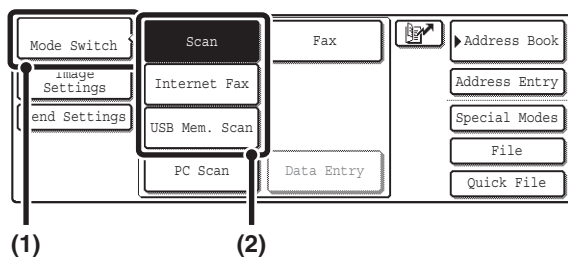 Mode Switch
Scan
Fax
Address Book
Image
Settings
Internet Fax
Address Entry
end Settings
USB Mem. Scan
Special Modes
PC Scan
Data Entry
File
Quick File
(1)
(2)